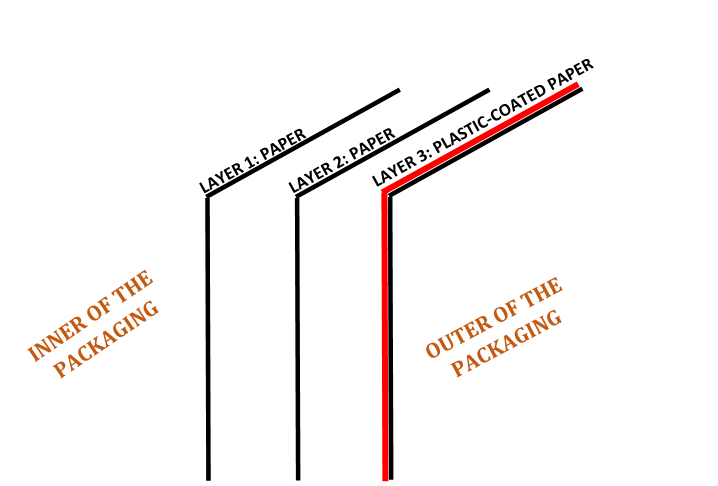 LAYER 1: PAPER
LAYER 2: PAPER
LAYER 3: PLASTIC-COATED PAPER
INNER OF THE
PACKAGING
OUTER OF THE
PACKAGING